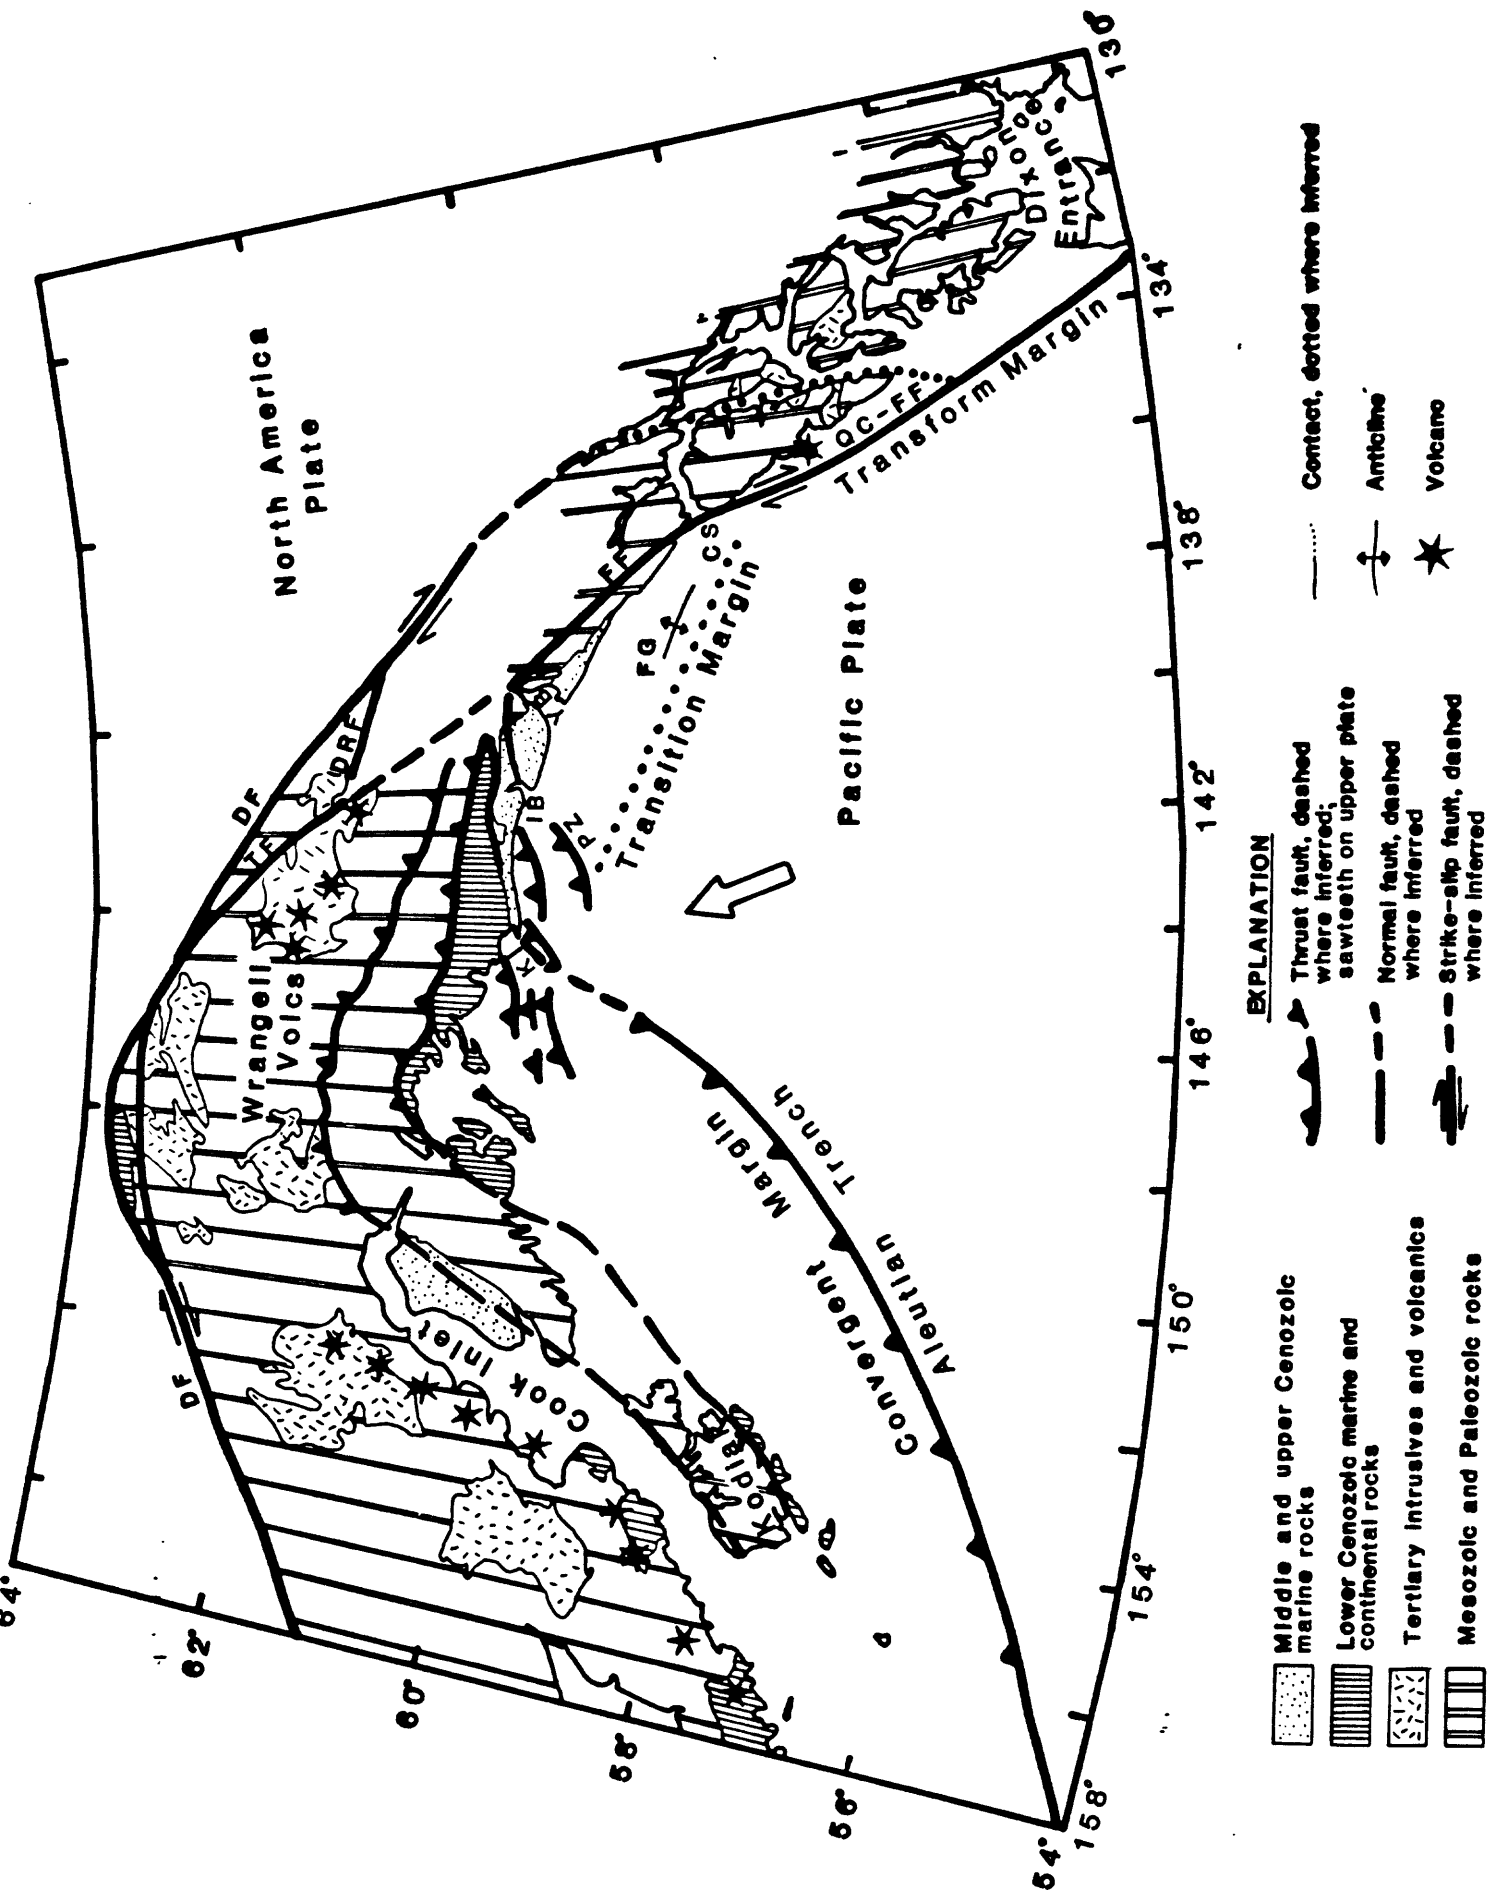 64°
62°
60°
58°
56°
54°
158°
154°
150°
146°
142°
138°
134°
130°
North America
Plate
DF
DF
TF
DRF
Wrangell
Volcs
Cook
Inlet
Kodiak
K
IB
PZ
YB
FF
FG
CS
QC-FF
Dixon
Entrance
Transform Margin
Transition Margin
Pacific Plate
Convergent Margin
Aleutian Trench
EXPLANATION
Middle and upper Cenozoic
marine rocks
Lower Cenozoic marine and
continental rocks
Tertiary intrusives and volcanics
Mesozoic and Paleozoic rocks
Thrust fault, dashed
where inferred;
sawteeth on upper plate
Normal fault, dashed
where inferred
Strike-slip fault, dashed
where inferred
Contact, dotted where inferred
Anticline
Volcano